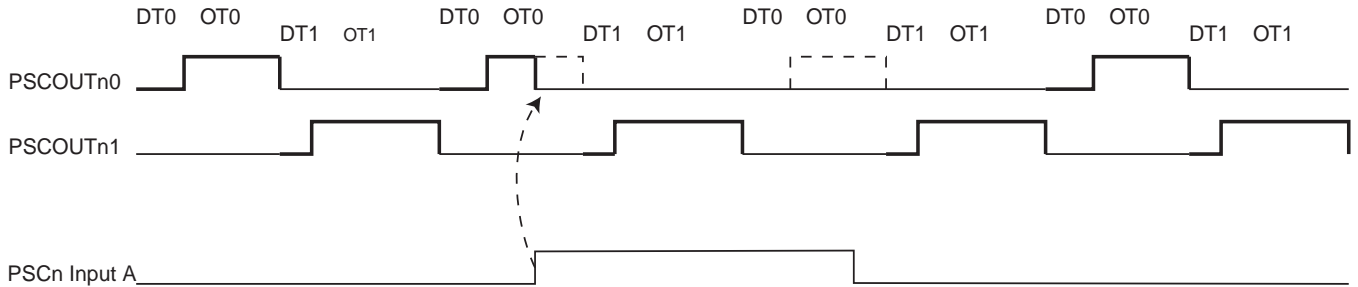 DT0 OT0 DT0 OT0 DT0 OT0 DT0 OT0
DT1 OT1 DT1 OT1 DT1 OT1 DT1 OT1
PSCOUTn0
PSCOUTn1
PSCn Input A